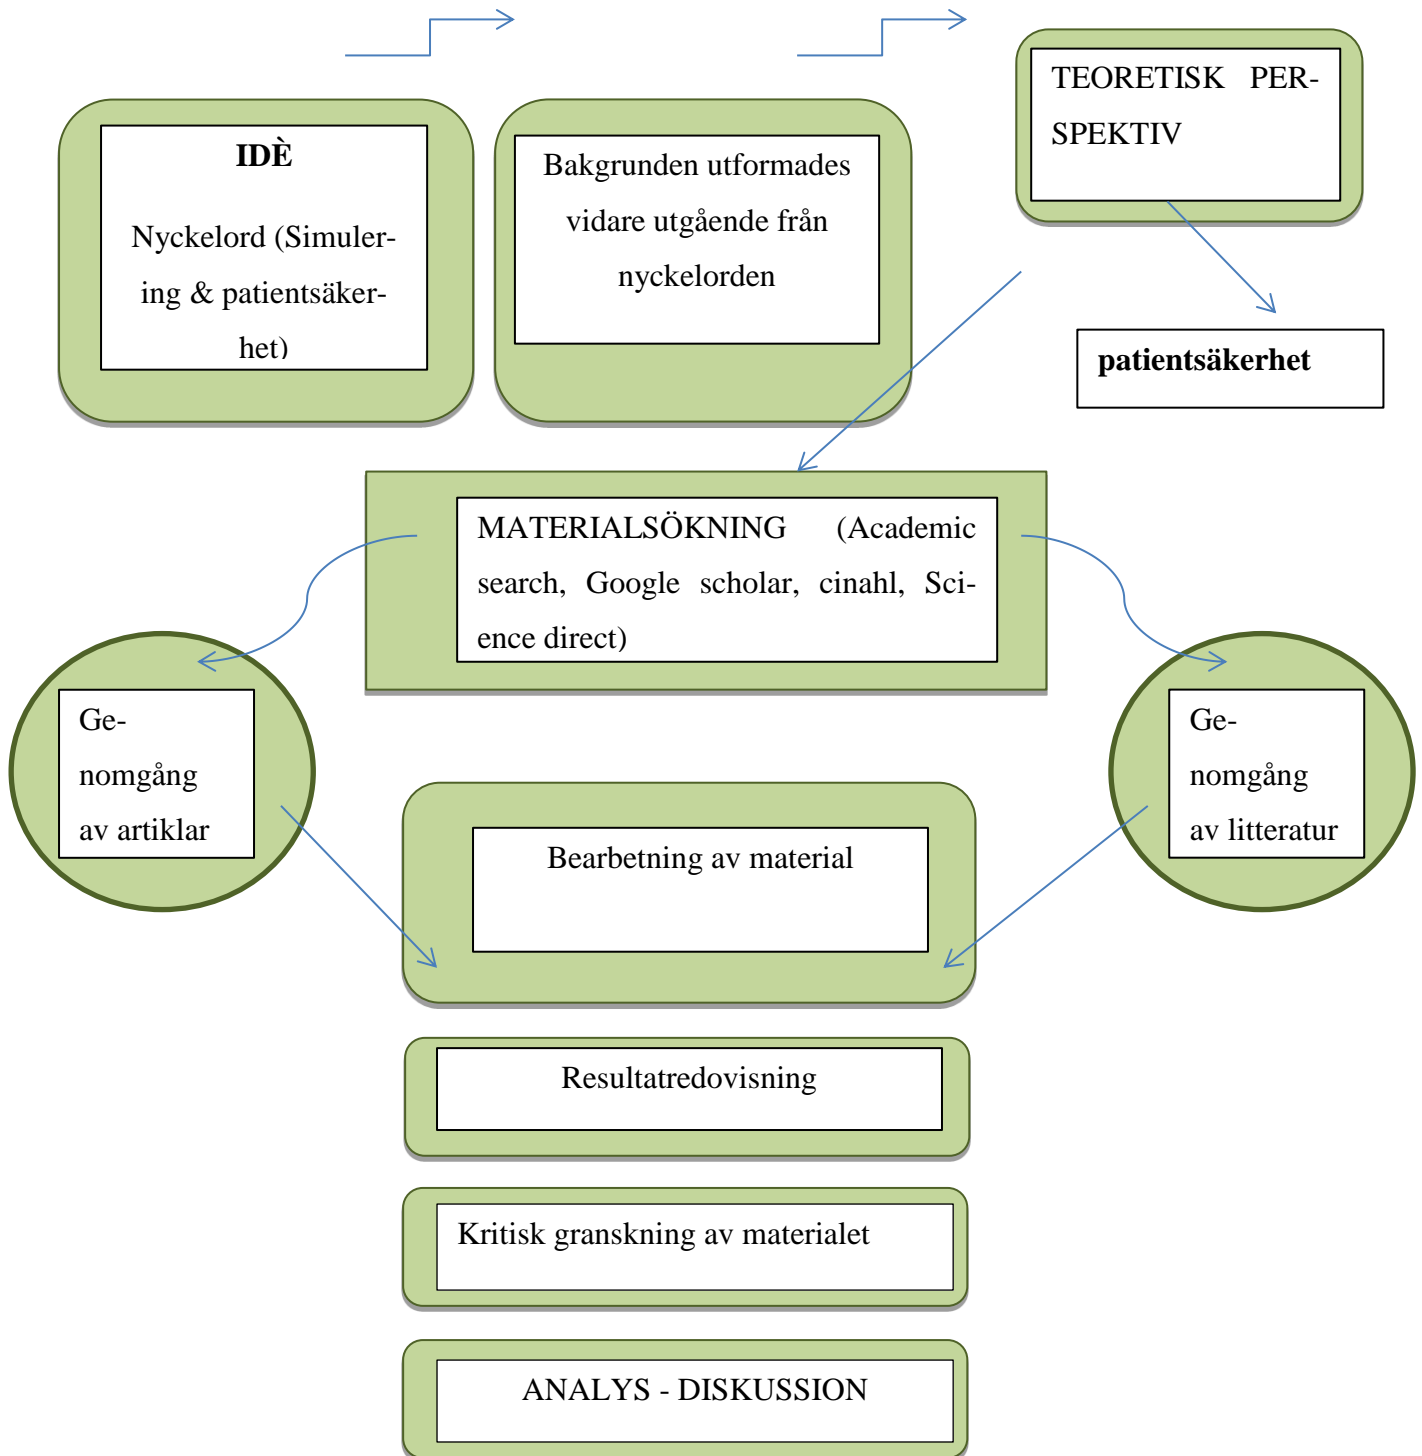 IDÈ
Nyckelord (Simuler-
ing & patientsäker-
het)
Bakgrunden utformades
vidare utgående från
nyckelorden
TEORETISK PER-
SPEKTIV
patientsäkerhet
MATERIALSÖKNING (Academic
search, Google scholar, cinahl, Sci-
ence direct)
Ge-
nomgång
av artiklar
Ge-
nomgång
av litteratur
Bearbetning av material
Resultatredovisning
Kritisk granskning av materialet
ANALYS - DISKUSSION